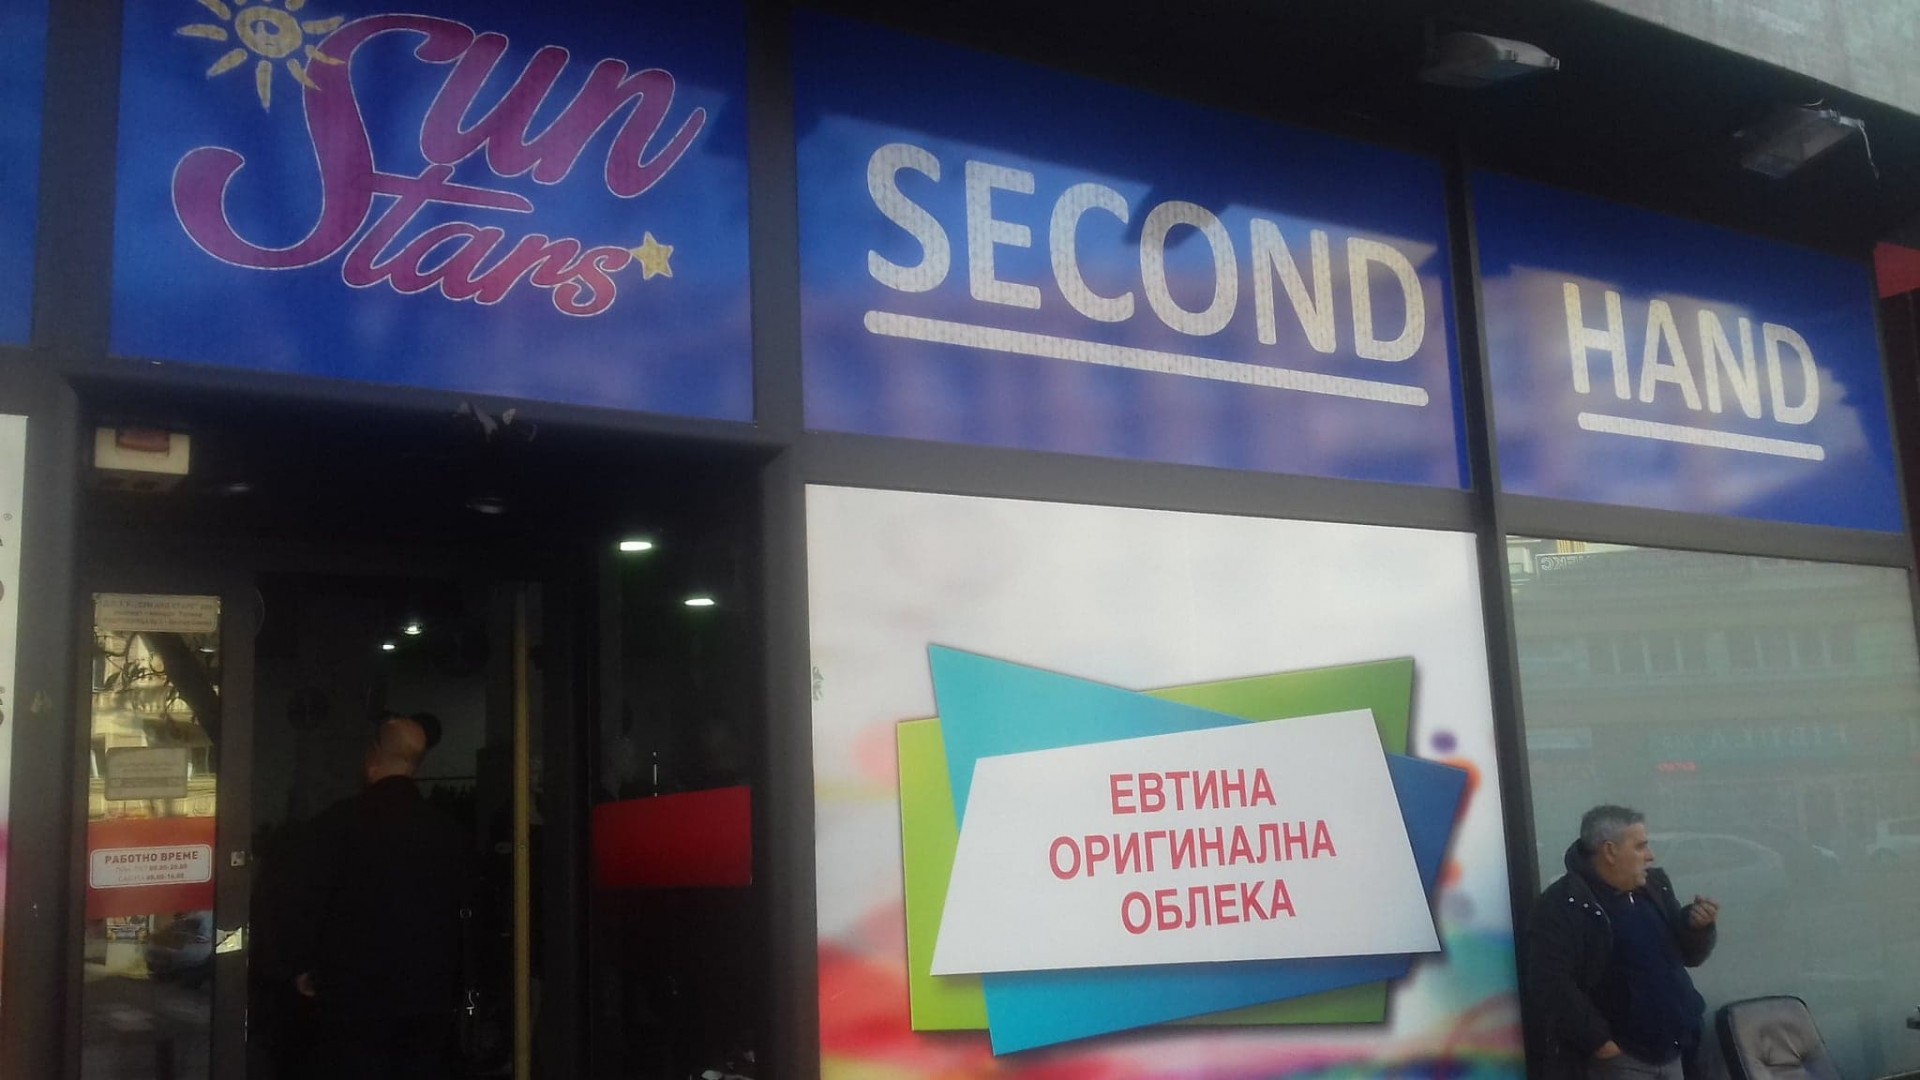 Sun
Stars
SECOND
HAND
ЕВТИНА
ОРИГИНАЛНА
ОБЛЕКА
РАБОТНО ВРЕМЕ